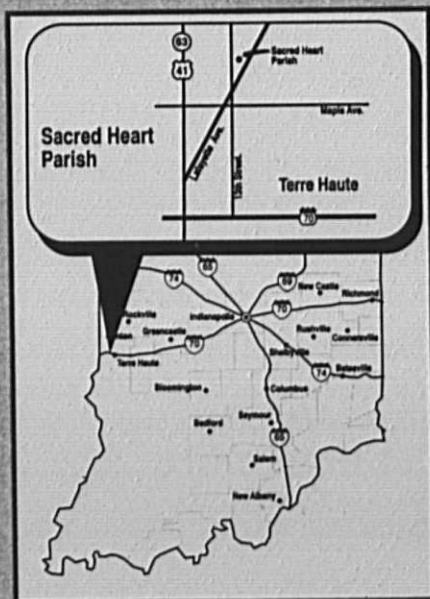 63
41
Sacred Heart
Parish
Maple Ave.
Sacred Heart
Parish
Lafayette Ave.
13th Street
Terre Haute
70
65
74
69
New Castle
Richmond
70
Rockville
Indianapolis
Greencastle
Rushville
Connersville
70
Shelbyville
Terre Haute
74
Batesville
Bloomington
Columbus
Bedford
Seymour
65
Salem
New Albany